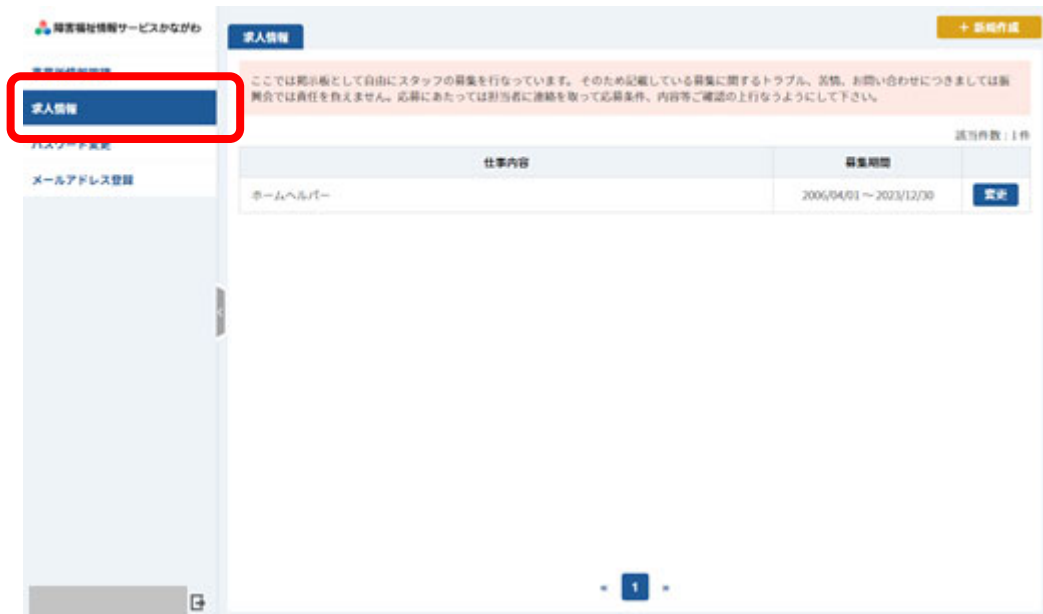 障害福祉情報サービスかながわ
求人情報
パスワード変更
メールアドレス登録
求人情報
+ 新規作成
ここでは掲示板として自由にスタッフの募集を行なっています。 そのため記載している募集に関するトラブル、苦情、お問い合わせにつきましては振
興会では責任を負えません。応募にあたっては担当者に連絡を取って応募条件、内容等ご確認の上行なうようにして下さい。
該当件数:1件
仕事内容 募集期間
ホームヘルパー 2006/04/01 ~ 2023/12/30 変更
« 1 »